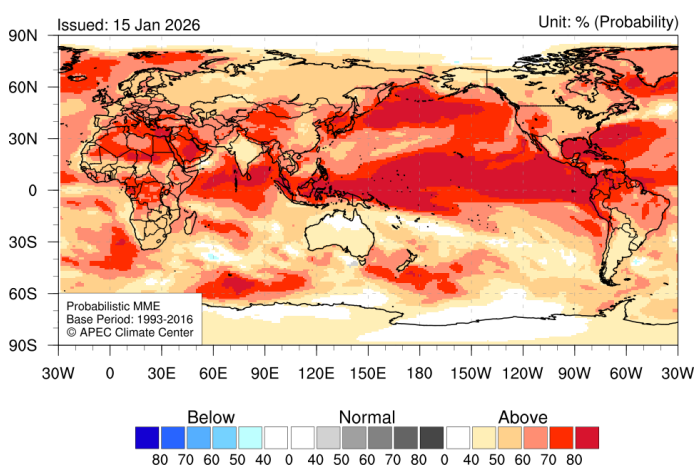 Issued: 15 Jan 2026
Unit: % (Probability)
90N
60N
30N
0
30S
60S
90S
Probabilistic MME
Base Period: 1993-2016
© APEC Climate Center
30W 0 30E 60E 90E 120E 150E 180 150W 120W 90W 60W 30W
Below Normal Above
80 70 60 50 40 0 40 50 60 70 80 0 40 50 60 70 80